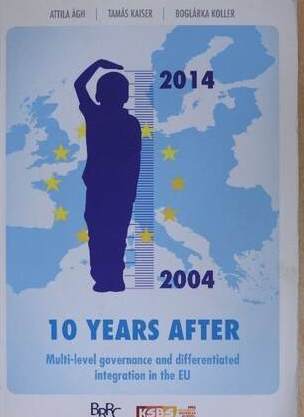 ATTILA ÁGH | TAMÁS KAISER | BOGLÁRKA KOLLER
2014
2004
10 YEARS AFTER
Multi-level governance and differentiated
integration in the EU
KSBS